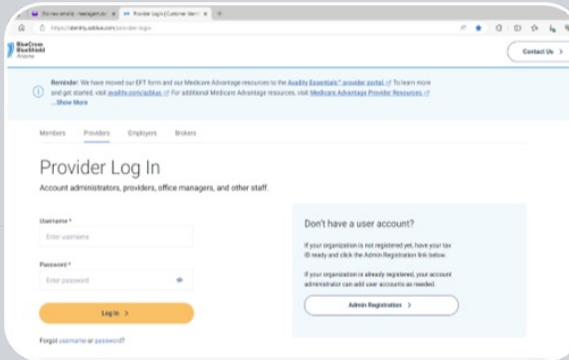 Provider Login | Customer Identi
https://identity.azblue.com/provider-login
BlueCross
BlueShield
Arizona
Contact Us
Reminder: We have moved our EFT form and our Medicare Advantage resources to the Availity Essentials™ provider portal. To learn more
and get started, visit availity.com/azblue. For additional Medicare Advantage resources, visit Medicare Advantage Provider Resources.
...Show More
Members Providers Employers Brokers
Provider Log In
Account administrators, providers, office managers, and other staff.
Username *
Enter username
Password *
Enter password
Log In
Forgot username or password?
Don't have a user account?
If your organization is not registered yet, have your tax
ID ready and click the Admin Registration link below.
If your organization is already registered, your account
administrator can add user accounts as needed.
Admin Registration